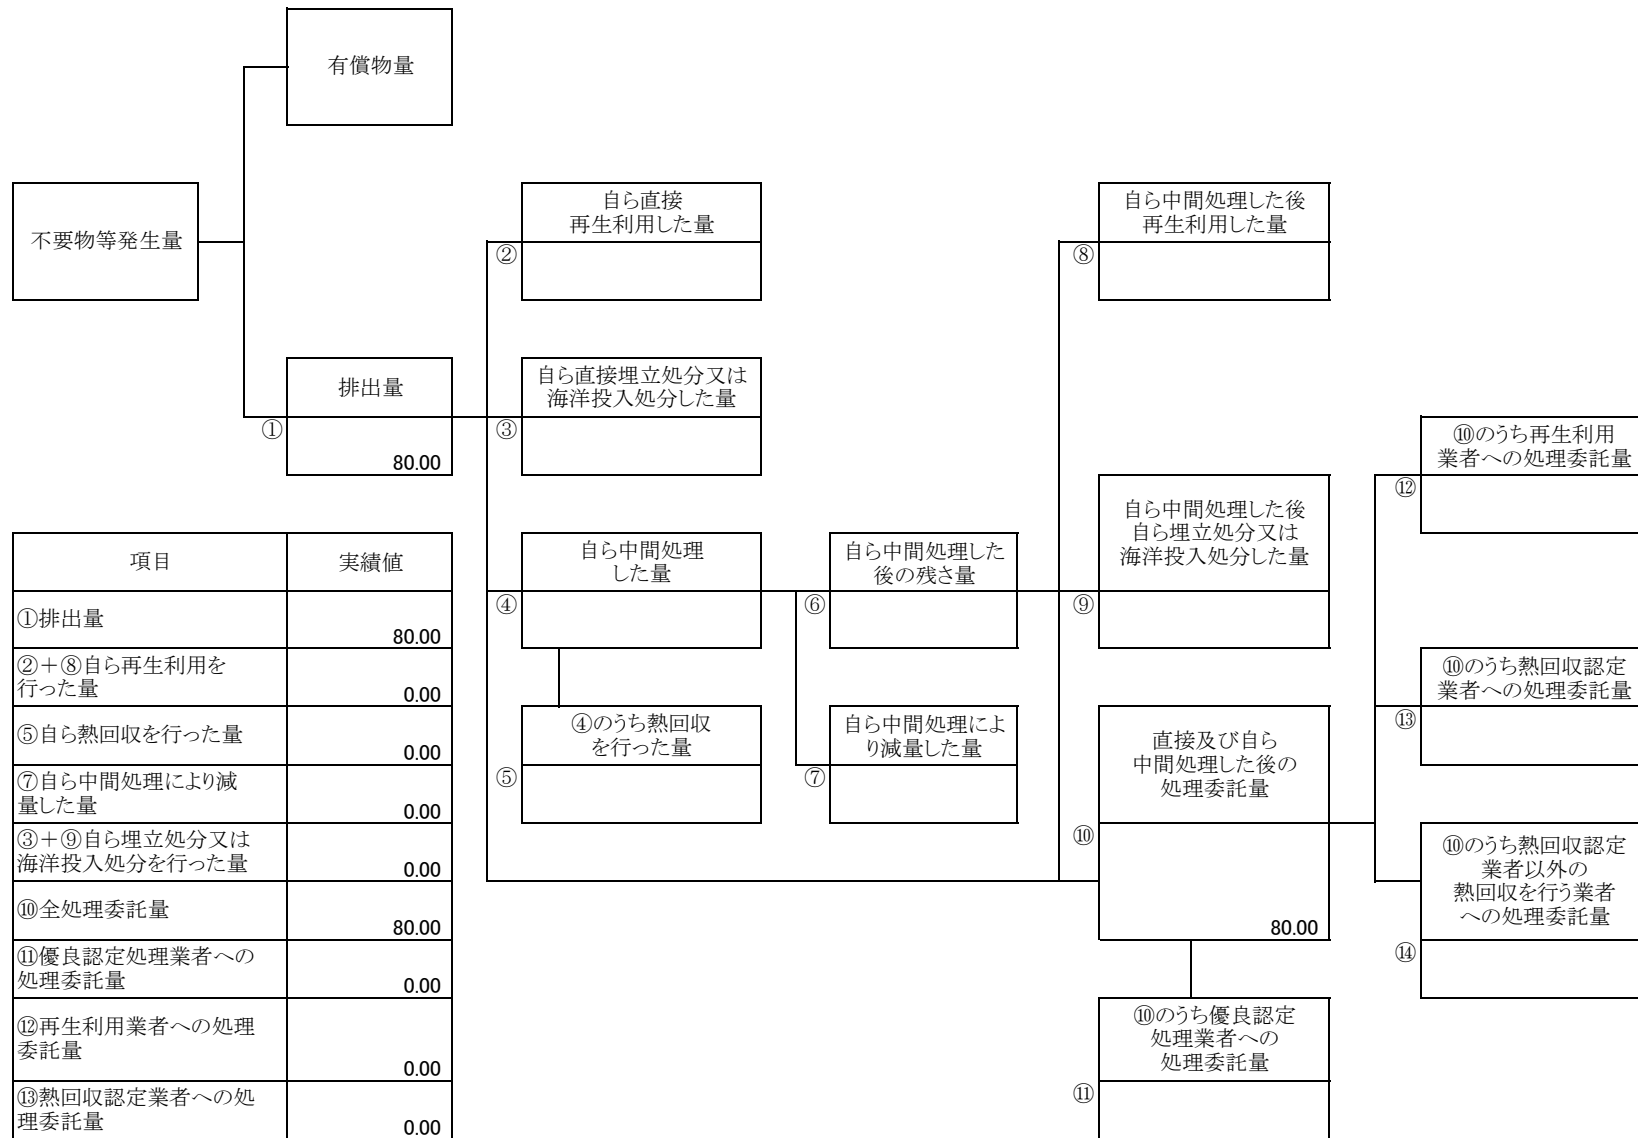 有償物量
不要物等発生量
自ら直接
再生利用した量
②
自ら中間処理した後
再生利用した量
⑧
排出量
①
80.00
自ら直接埋立処分又は
海洋投入処分した量
③
⑩のうち再生利用
業者への処理委託量
⑫
自ら中間処理
した量
④
自ら中間処理した
後の残さ量
⑥
自ら中間処理した後
自ら埋立処分又は
海洋投入処分した量
⑨
⑩のうち熱回収認定
業者への処理委託量
⑬
④のうち熱回収
を行った量
⑤
自ら中間処理によ
り減量した量
⑦
直接及び自ら
中間処理した後の
処理委託量
⑩
80.00
⑩のうち熱回収認定
業者以外の
熱回収を行う業者
への処理委託量
⑭
⑩のうち優良認定
処理業者への
処理委託量
⑪
項目
実績値
①排出量
80.00
②+⑧自ら再生利用を
行った量
0.00
⑤自ら熱回収を行った量
0.00
⑦自ら中間処理により減
量した量
0.00
③+⑨自ら埋立処分又は
海洋投入処分を行った量
0.00
⑩全処理委託量
80.00
⑪優良認定処理業者への
処理委託量
0.00
⑫再生利用業者への処理
委託量
0.00
⑬熱回収認定業者への処
理委託量
0.00